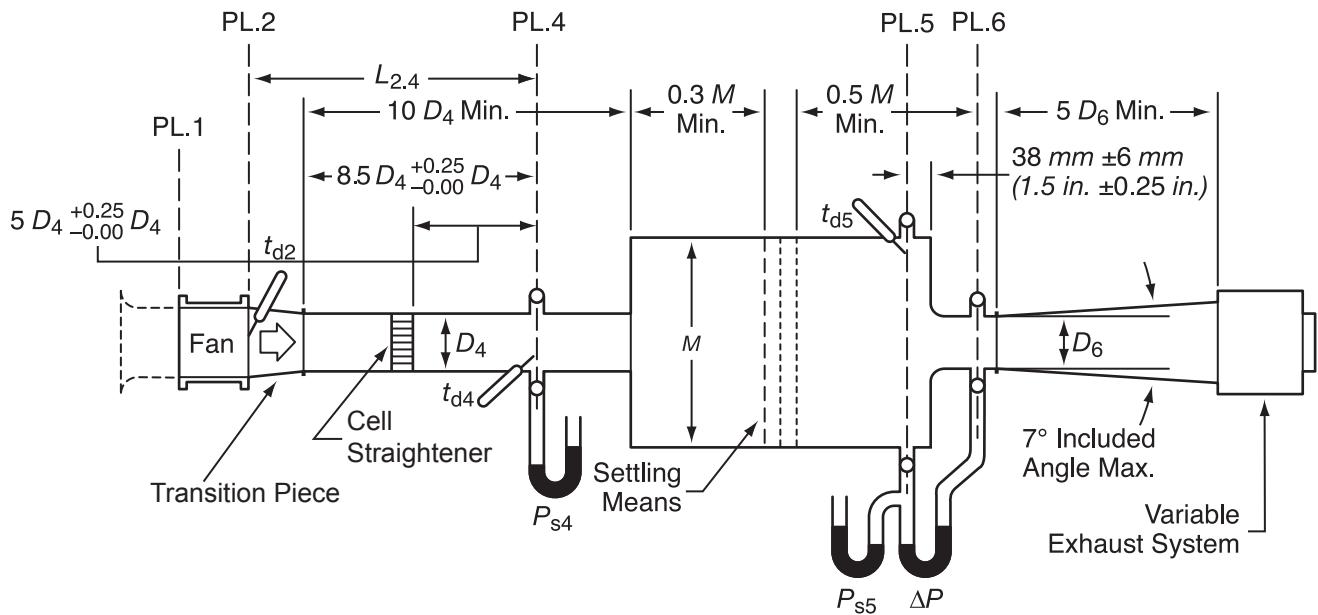 PL.2
PL.4
PL.5
PL.6
L2.4
10 D4 Min.
0.3 M
Min.
0.5 M
Min.
5 D6 Min.
PL.1
38 mm ±6 mm
(1.5 in. ±0.25 in.)
8.5 D4 +0.25 −0.00 D4
5 D4 +0.25 −0.00 D4
td2
td5
Fan
D4
M
D6
td4
Cell
Straightener
Transition Piece
Settling
Means
7° Included
Angle Max.
Ps4
Variable
Exhaust System
Ps5
ΔP